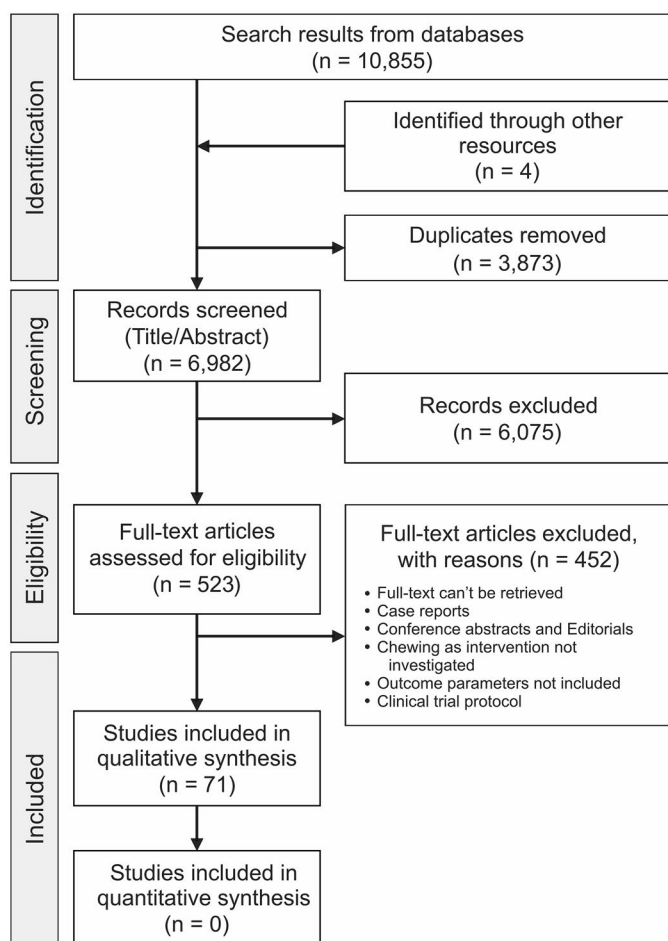 Identification
Search results from databases
(n = 10,855)
Identified through other
resources
(n = 4)
Duplicates removed
(n = 3,873)
Screening
Records screened
(Title/Abstract)
(n = 6,982)
Records excluded
(n = 6,075)
Eligibility
Full-text articles
assessed for eligibility
(n = 523)
Full-text articles excluded,
with reasons (n = 452)
• Full-text can't be retrieved
• Case reports
• Conference abstracts and Editorials
• Chewing as intervention not
investigated
• Outcome parameters not included
• Clinical trial protocol
Included
Studies included in
qualitative synthesis
(n = 71)
Studies included in
quantitative synthesis
(n = 0)